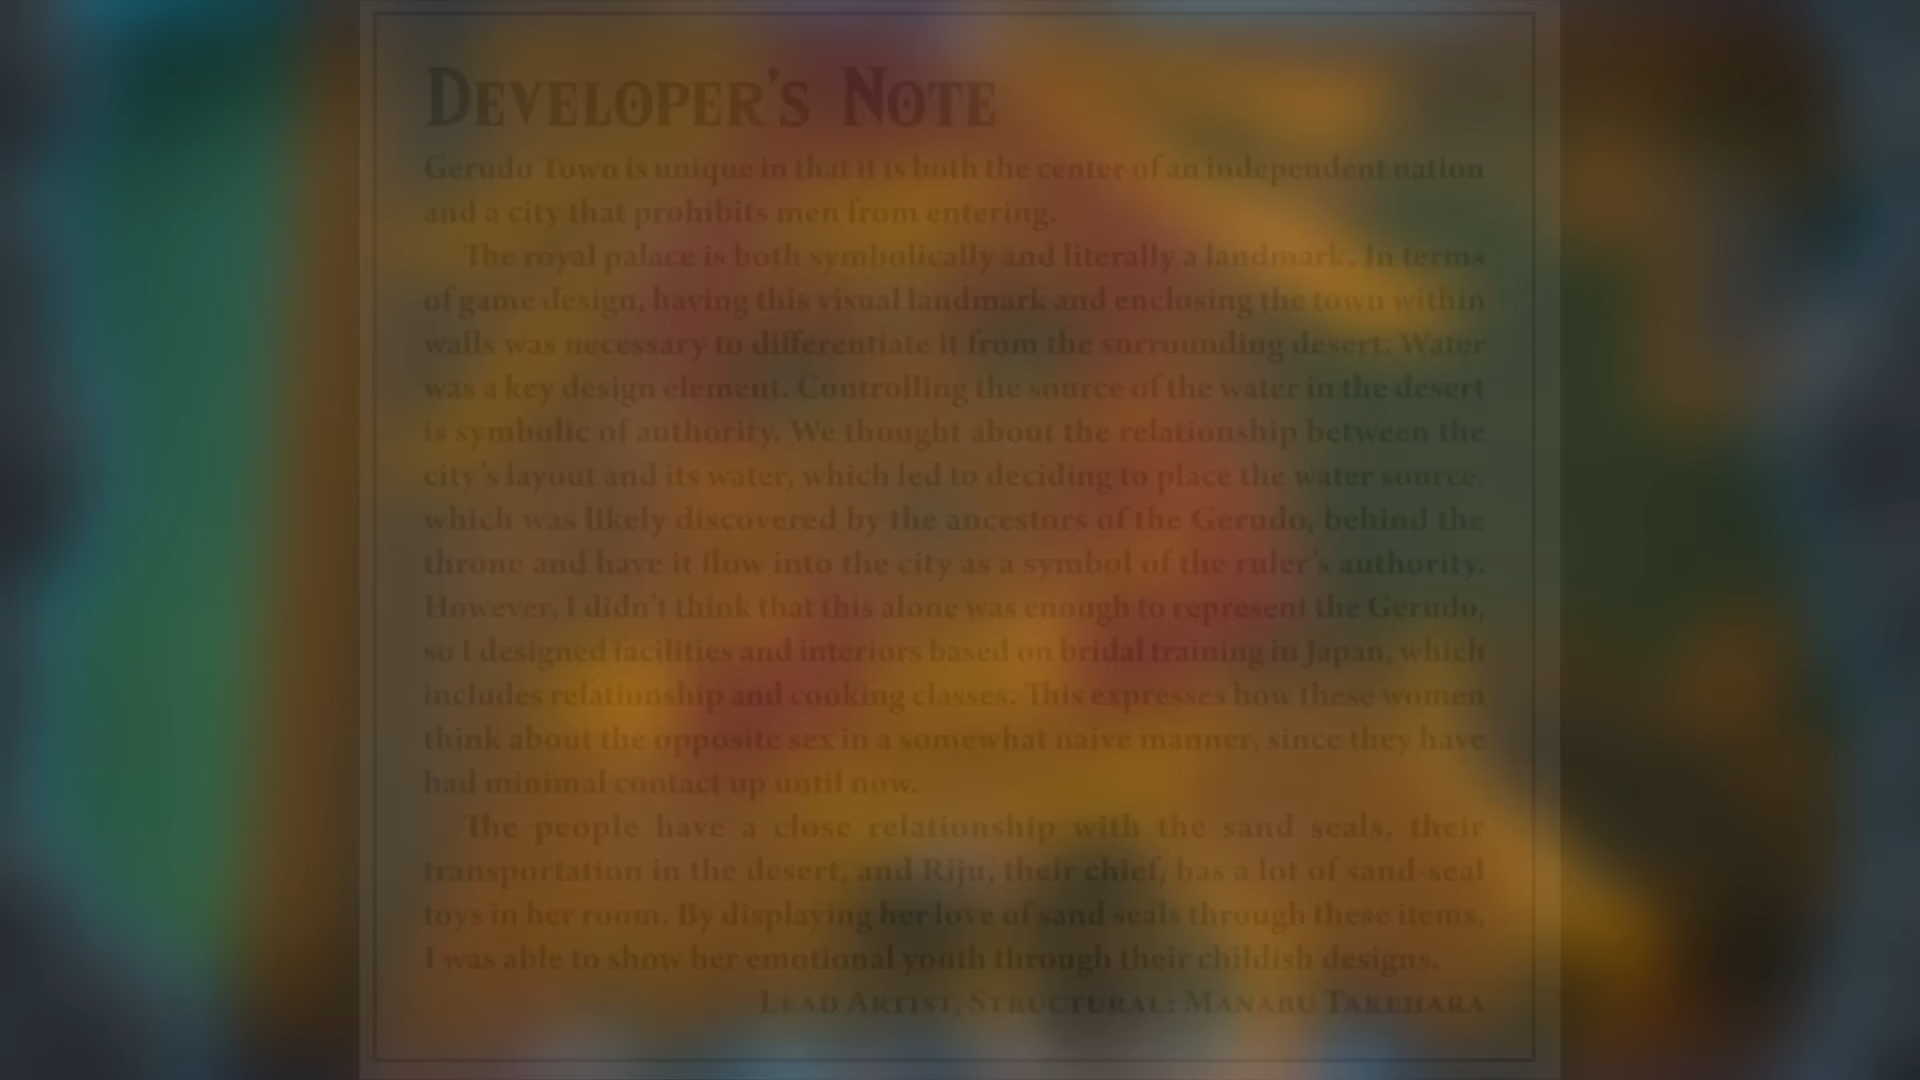 DEVELOPER'S NOTE
Gerudo Town is unique in that it is both the center of an independent nation
and a city that prohibits men from entering.
The royal palace is both symbolically and literally a landmark. In terms
of game design, having this visual landmark and enclosing the town within
walls was necessary to differentiate it from the surrounding desert. Water
was a key design element. Controlling the source of the water in the desert
is symbolic of authority. We thought about the relationship between the
city's layout and its water, which led to deciding to place the water source,
which was likely discovered by the ancestors of the Gerudo, behind the
throne and have it flow into the city as a symbol of the ruler's authority.
However, I didn't think that this alone was enough to represent the Gerudo,
so I designed facilities and interiors based on bridal training in Japan, which
includes relationship and cooking classes. This expresses how these women
think about the opposite sex in a somewhat naive manner, since they have
had minimal contact up until now.
The people have a close relationship with the sand seals, their
transportation in the desert, and Riju, their chief, has a lot of sand-seal
toys in her room. By displaying her love of sand seals through these items,
I was able to show her emotional youth through their childish designs.
LEAD ARTIST, STRUCTURAL: MANABU TAKEHARA